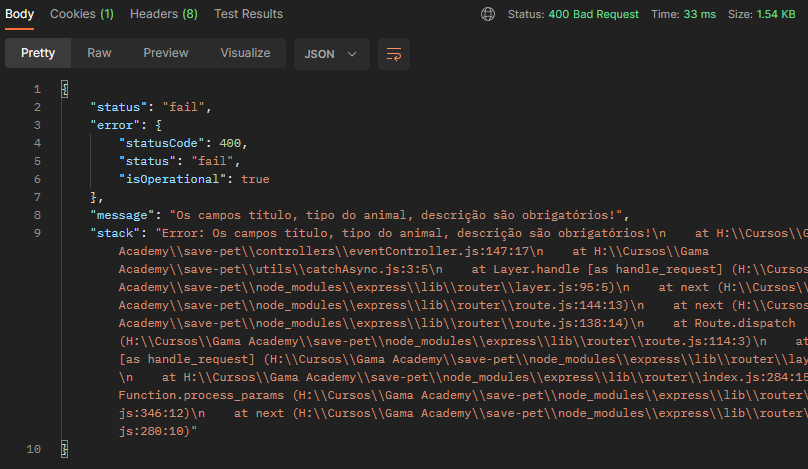 Body Cookies (1) Headers (8) Test Results Status: 400 Bad Request Time: 33 ms Size: 1.54 KB
Pretty Raw Preview Visualize JSON
1 {
2 "status": "fail",
3 "error": {
4 "statusCode": 400,
5 "status": "fail",
6 "isOperational": true
7 },
8 "message": "Os campos título, tipo do animal, descrição são obrigatórios!",
9 "stack": "Error: Os campos título, tipo do animal, descrição são obrigatórios!\n at H:\\Cursos\\Gama
Academy\\save-pet\\controllers\\eventController.js:147:17\n at H:\\Cursos\\Gama
Academy\\save-pet\\utils\\catchAsync.js:3:5\n at Layer.handle [as handle_request] (H:\\Cursos
Academy\\save-pet\\node_modules\\express\\lib\\router\\layer.js:95:5)\n at next (H:\\Cursos
Academy\\save-pet\\node_modules\\express\\lib\\router\\route.js:144:13)\n at next (H:\\Cursos
Academy\\save-pet\\node_modules\\express\\lib\\router\\route.js:138:14)\n at Route.dispatch
(H:\\Cursos\\Gama Academy\\save-pet\\node_modules\\express\\lib\\router\\route.js:114:3)\n at
[as handle_request] (H:\\Cursos\\Gama Academy\\save-pet\\node_modules\\express\\lib\\router\\lay
\n at H:\\Cursos\\Gama Academy\\save-pet\\node_modules\\express\\lib\\router\\index.js:284:15
Function.process_params (H:\\Cursos\\Gama Academy\\save-pet\\node_modules\\express\\lib\\router\
js:346:12)\n at next (H:\\Cursos\\Gama Academy\\save-pet\\node_modules\\express\\lib\\router\
js:280:10)"
10 }